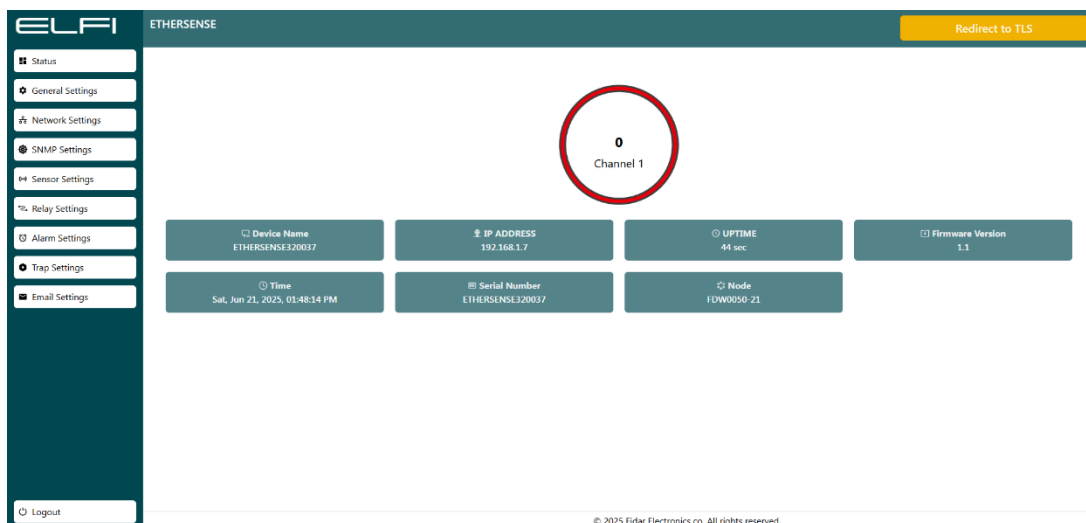 ELFI
ETHERSENSE
Redirect to TLS
Status
General Settings
Network Settings
SNMP Settings
Sensor Settings
Relay Settings
Alarm Settings
Trap Settings
Email Settings
Logout
0
Channel 1
Device Name
ETHERSENSE320037
IP ADDRESS
192.168.1.7
UPTIME
44 sec
Firmware Version
1.1
Time
Sat, Jun 21, 2025, 01:48:14 PM
Serial Number
ETHERSENSE320037
Node
FDW0050-21
© 2025 Fidar Electronics co. All rights reserved.